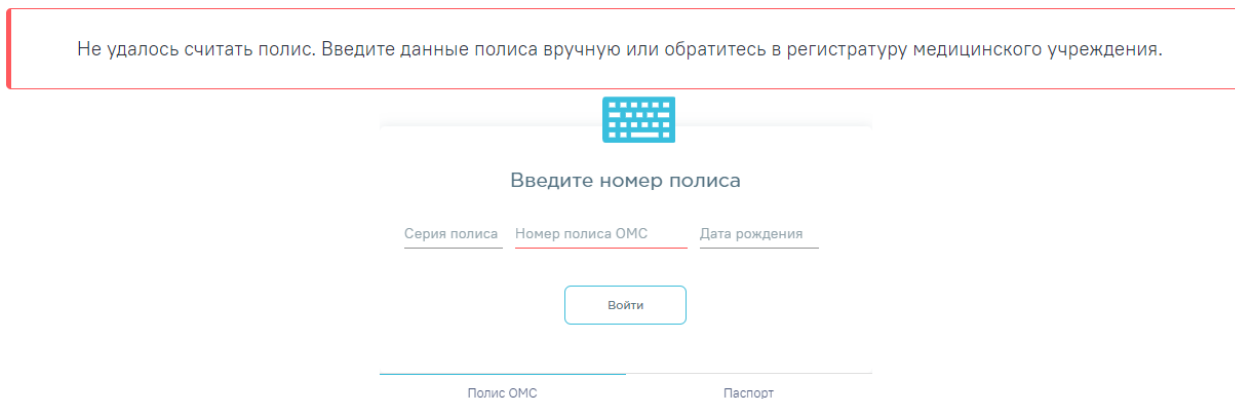 Не удалось считать полис. Введите данные полиса вручную или обратитесь в регистратуру медицинского учреждения.
Введите номер полиса
Серия полиса Номер полиса ОМС Дата рождения
Войти
Полис ОМС Паспорт